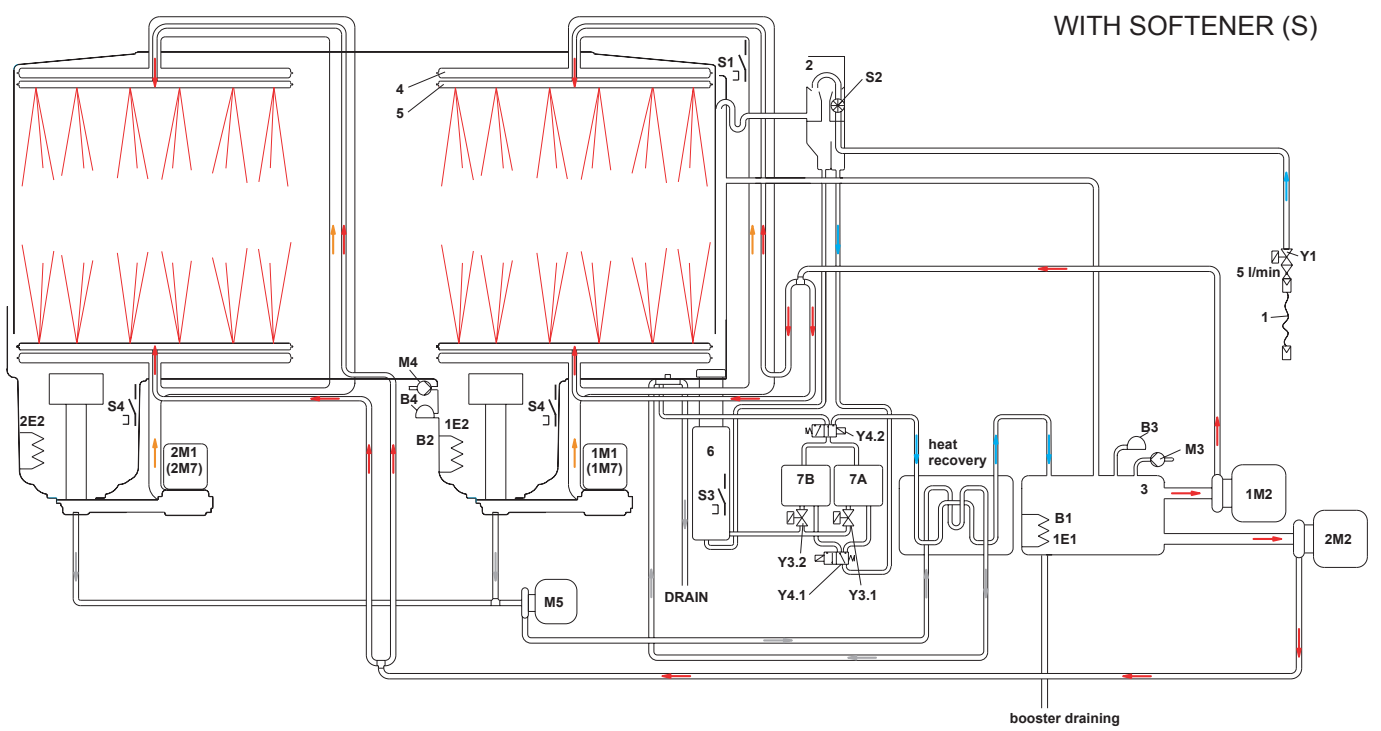 WITH SOFTENER (S)
S1
2
S2
4
5
Y1
5 l/min
1
M4
B4
S4
S4
2E2
1E2
B2
2M1
(2M7)
1M1
(1M7)
6
S3
Y4.2
7B
7A
heat
recovery
B3
M3
3
1M2
B1
1E1
2M2
Y3.2
Y4.1
Y3.1
DRAIN
M5
booster draining